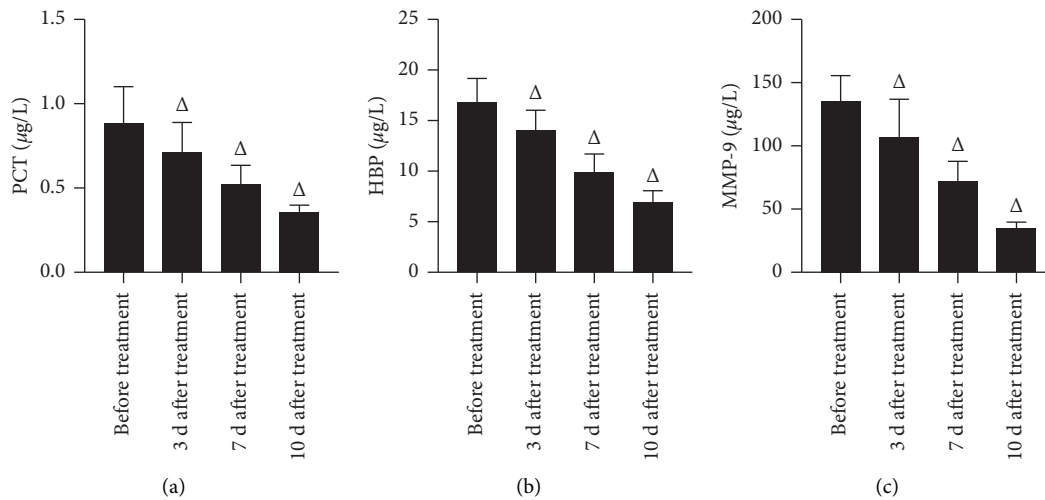 PCT (μg/L)
1.5
1.0
0.5
0.0
Δ
Δ
Δ
Before treatment
3 d after treatment
7 d after treatment
10 d after treatment
(a)
HBP (μg/L)
25
20
15
10
5
0
Δ
Δ
Δ
Before treatment
3 d after treatment
7 d after treatment
10 d after treatment
(b)
MMP-9 (μg/L)
200
150
100
50
0
Δ
Δ
Δ
Before treatment
3 d after treatment
7 d after treatment
10 d after treatment
(c)